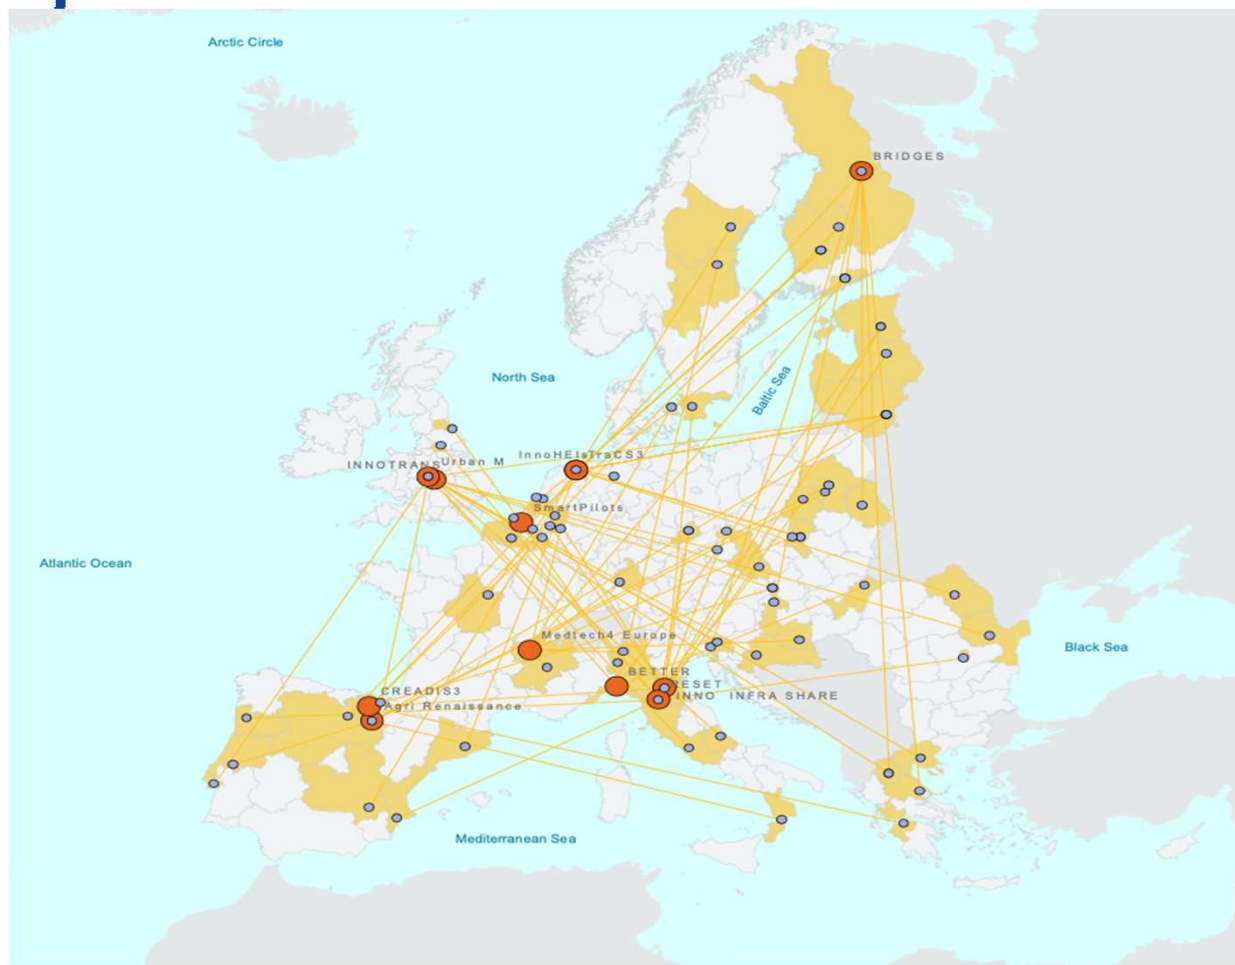 Arctic Circle
BRIDGES
North Sea
Baltic Sea
INNOTRANS
Urban M
InnoHEIsTraCS3
SmartPilots
Atlantic Ocean
Medtech4 Europe
Black Sea
BETTER
RESET
INNO INFRA SHARE
CREADIS3
Agri Renaissance
Mediterranean Sea